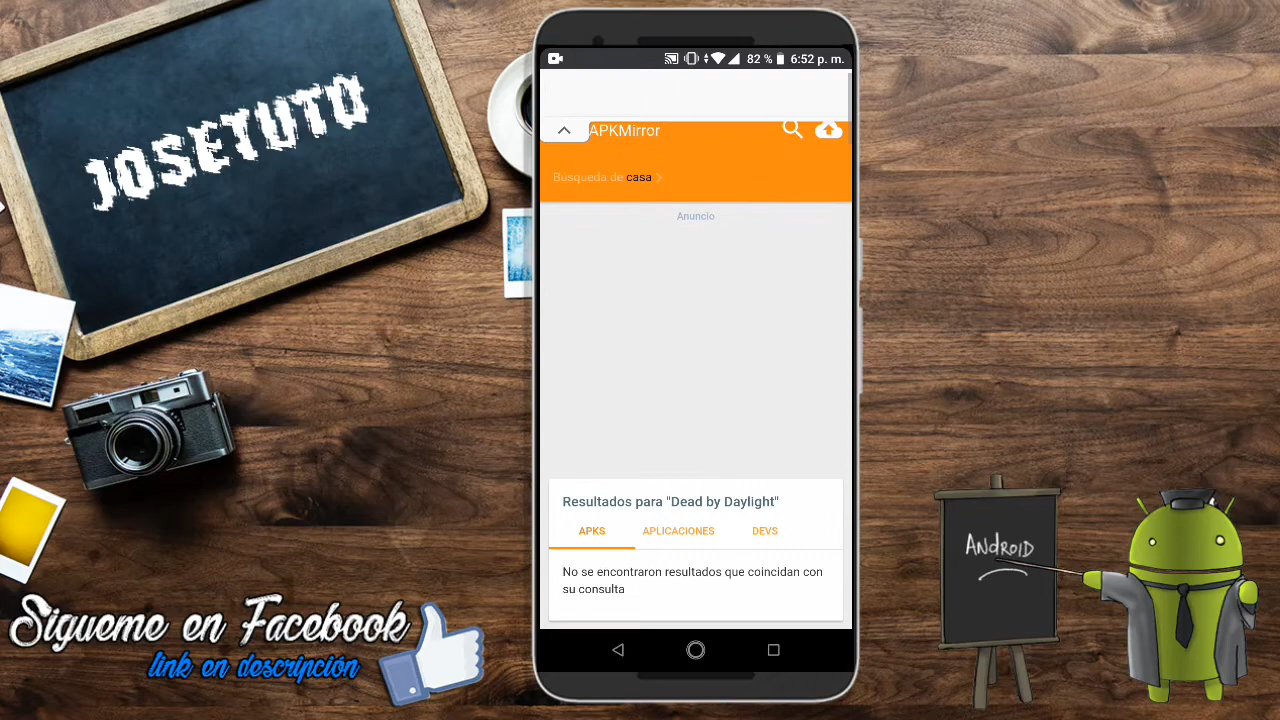 JOSETUTO
82 % 6:52 p. m.
APKMirror
Búsqueda de casa
Anuncio
Resultados para "Dead by Daylight"
APKS APLICACIONES DEVS
No se encontraron resultados que coincidan con
su consulta
ANDROID
Sigueme en Facebook
link en descripción